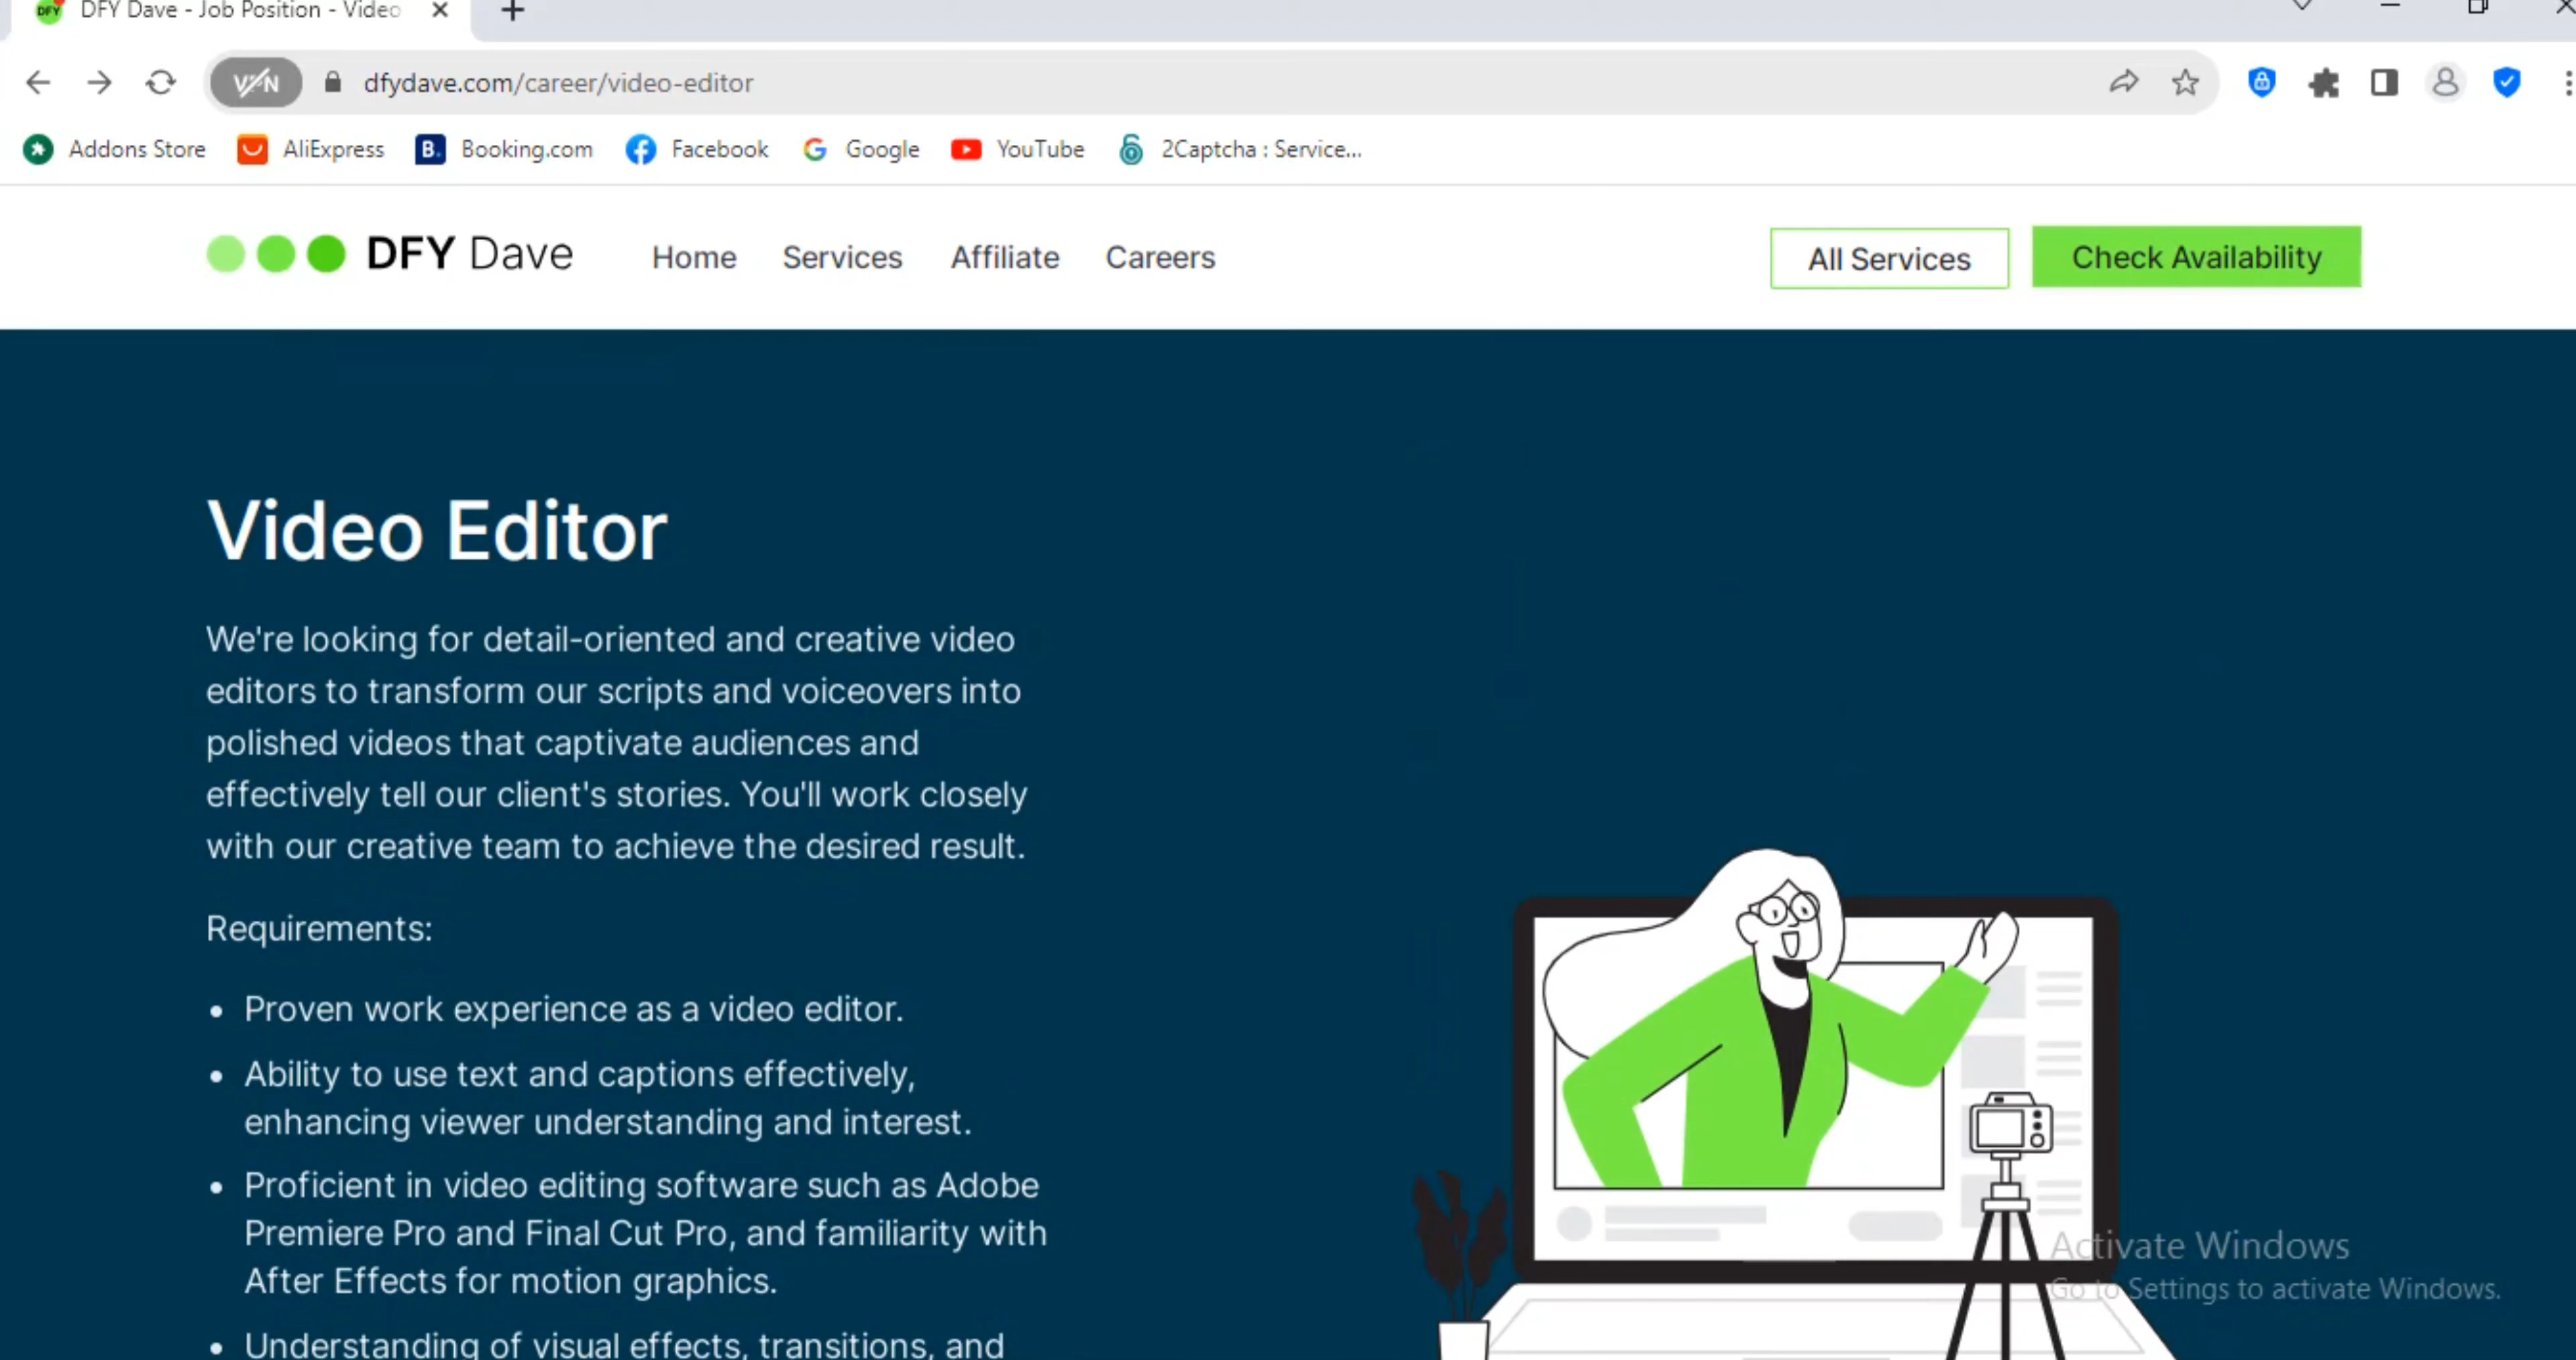 DFY Dave - Job Position - Video
VPN
dfydave.com/career/video-editor
Addons Store AliExpress B. Booking.com Facebook Google YouTube 2Captcha : Service...
DFY Dave Home Services Affiliate Careers All Services Check Availability
Video Editor
We're looking for detail-oriented and creative video
editors to transform our scripts and voiceovers into
polished videos that captivate audiences and
effectively tell our client's stories. You'll work closely
with our creative team to achieve the desired result.
Requirements:
• Proven work experience as a video editor.
• Ability to use text and captions effectively,
enhancing viewer understanding and interest.
• Proficient in video editing software such as Adobe
Premiere Pro and Final Cut Pro, and familiarity with
After Effects for motion graphics.
• Understanding of visual effects, transitions, and
Activate Windows
Go to Settings to activate Windows.